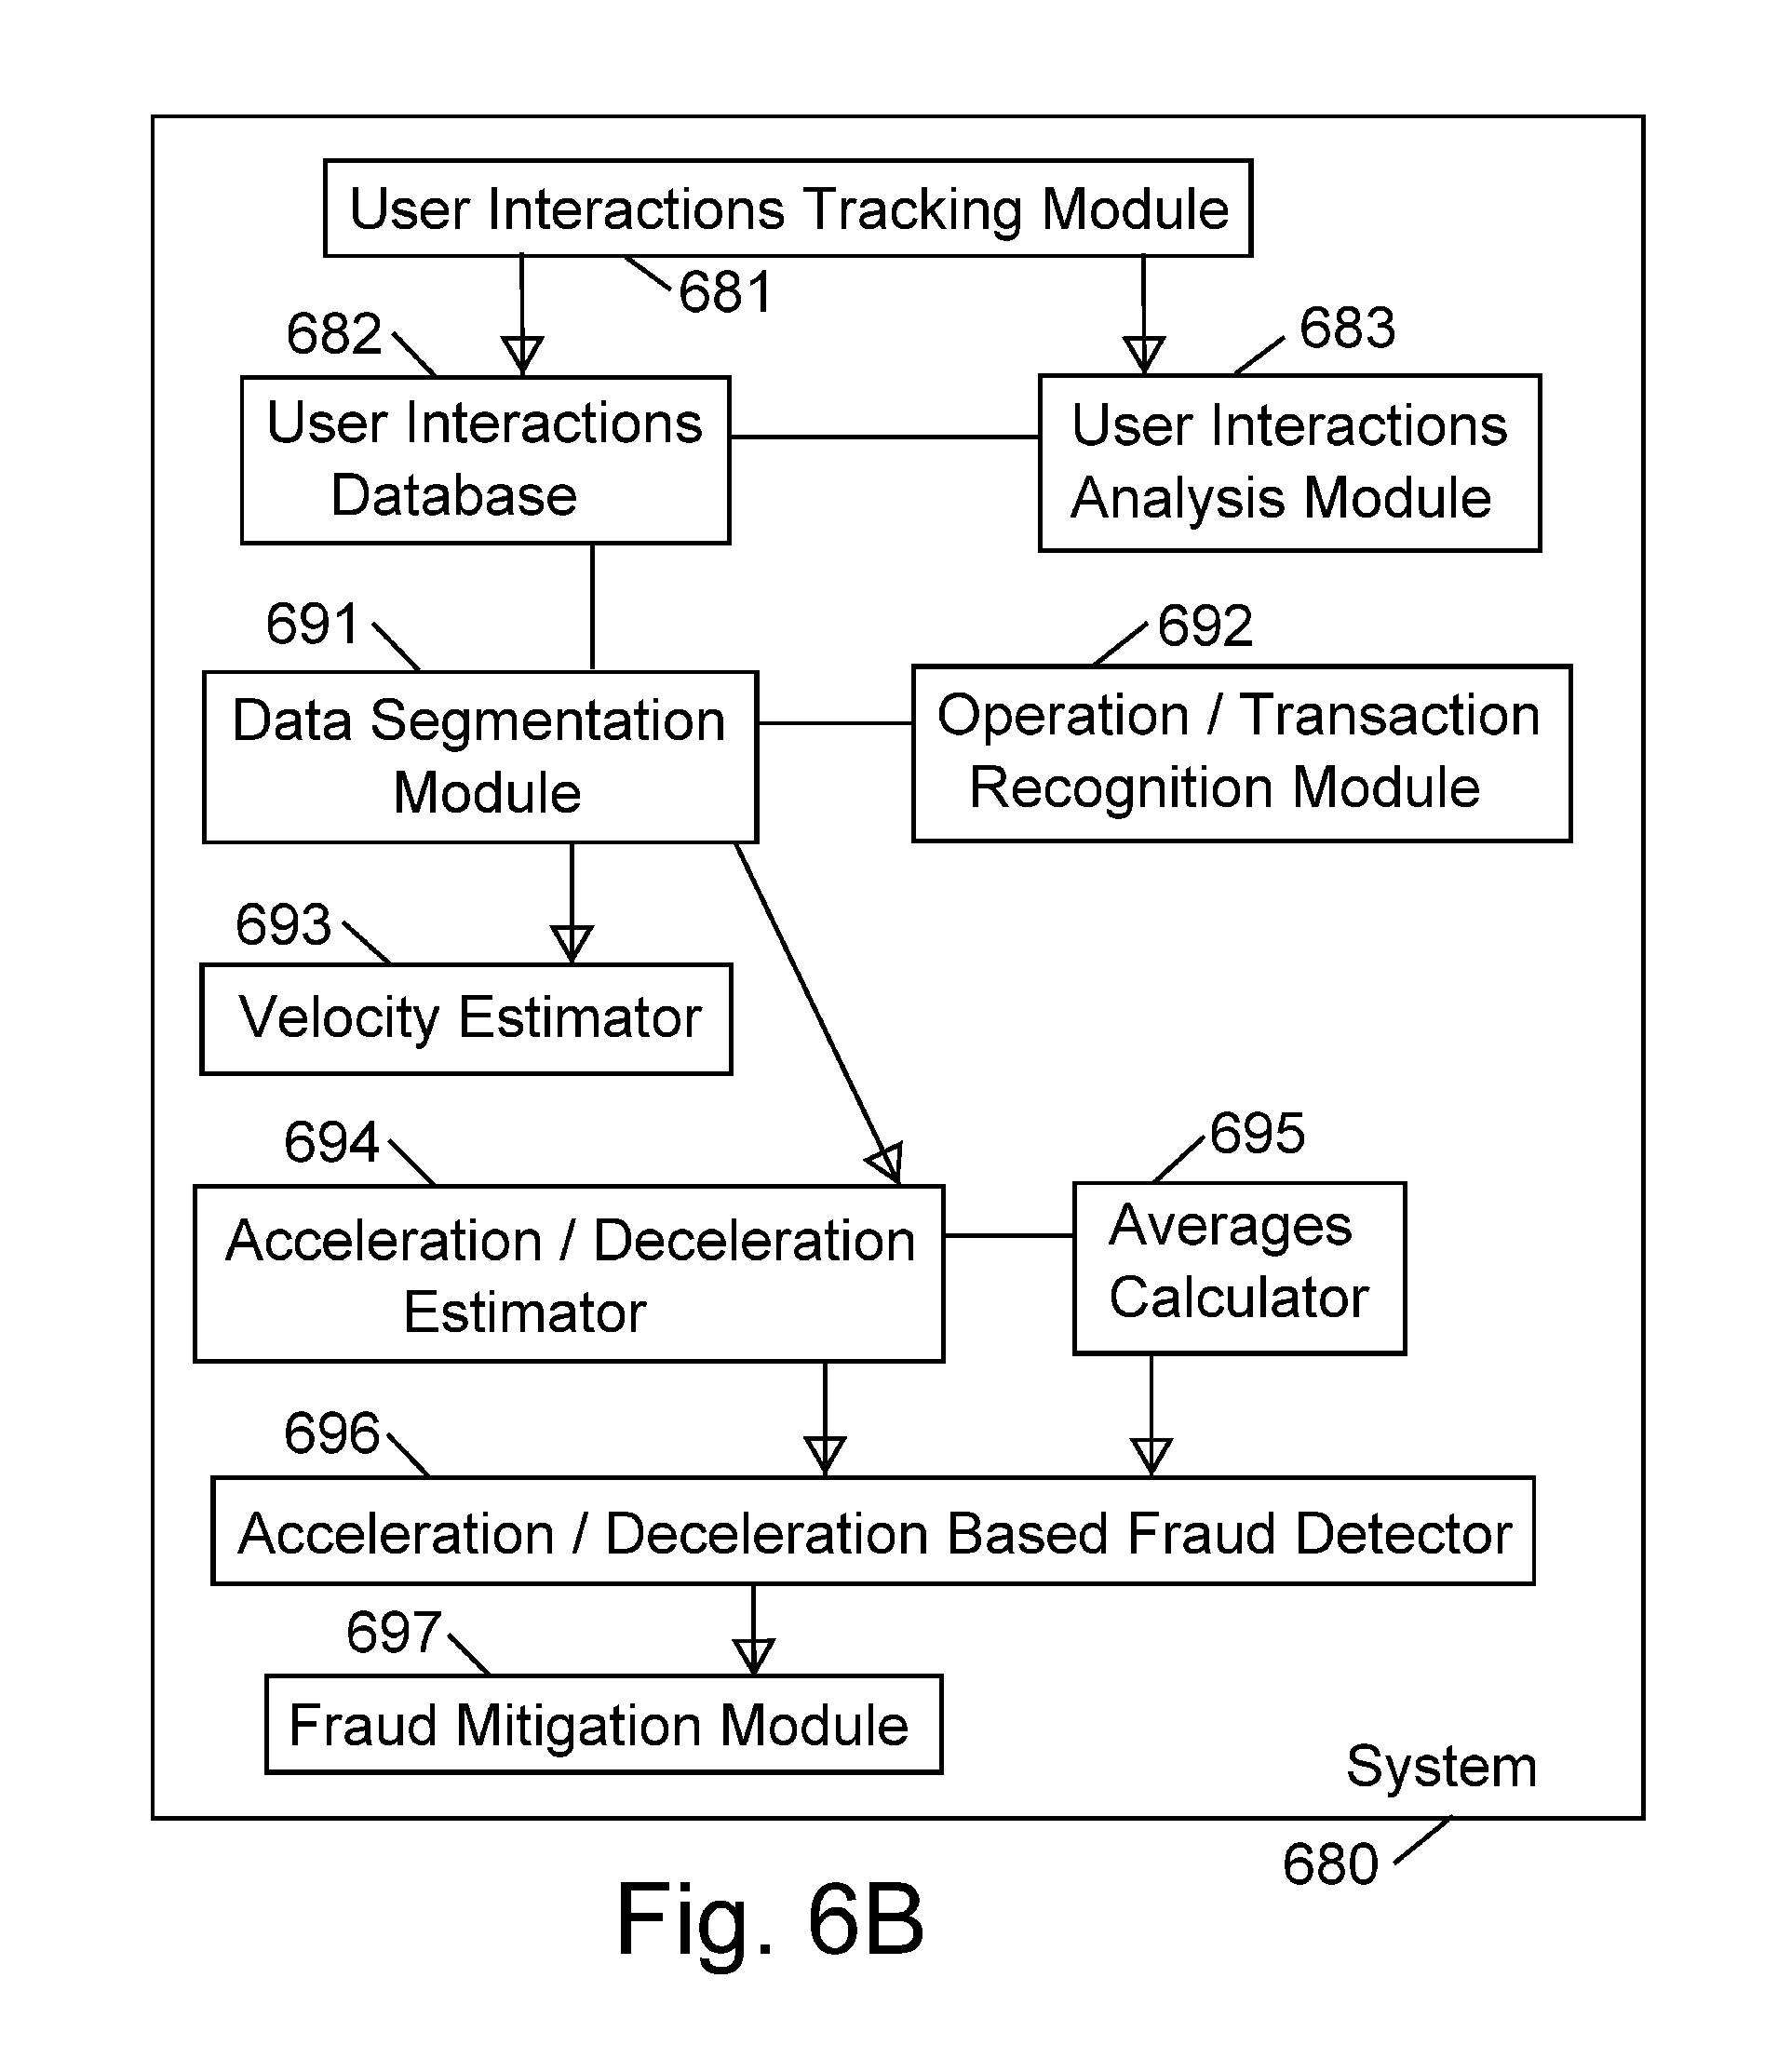 User Interactions Tracking Module
681
682
683
User Interactions
Database
User Interactions
Analysis Module
691
692
Data Segmentation
Module
Operation / Transaction
Recognition Module
693
Velocity Estimator
694
695
Acceleration / Deceleration
Estimator
Averages
Calculator
696
Acceleration / Deceleration Based Fraud Detector
697
Fraud Mitigation Module
System
680
Fig. 6B